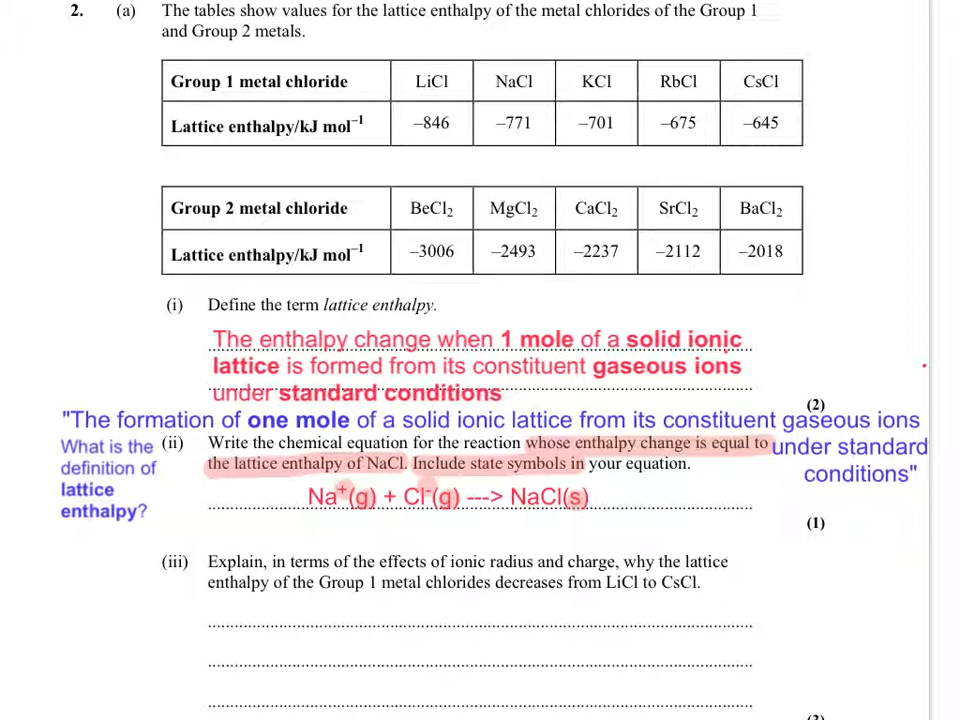 2. (a) The tables show values for the lattice enthalpy of the metal chlorides of the Group 1
and Group 2 metals.
Group 1 metal chloride LiCl NaCl KCl RbCl CsCl
Lattice enthalpy/kJ mol⁻¹ –846 –771 –701 –675 –645
Group 2 metal chloride BeCl₂ MgCl₂ CaCl₂ SrCl₂ BaCl₂
Lattice enthalpy/kJ mol⁻¹ –3006 –2493 –2237 –2112 –2018
(i) Define the term lattice enthalpy.
The enthalpy change when 1 mole of a solid ionic
lattice is formed from its constituent gaseous ions
under standard conditions
(2)
"The formation of one mole of a solid ionic lattice from its constituent gaseous ions
under standard
conditions"
What is the
definition of
lattice
enthalpy?
(ii) Write the chemical equation for the reaction whose enthalpy change is equal to
the lattice enthalpy of NaCl. Include state symbols in your equation.
Na⁺(g) + Cl⁻(g) ---> NaCl(s)
(1)
(iii) Explain, in terms of the effects of ionic radius and charge, why the lattice
enthalpy of the Group 1 metal chlorides decreases from LiCl to CsCl.